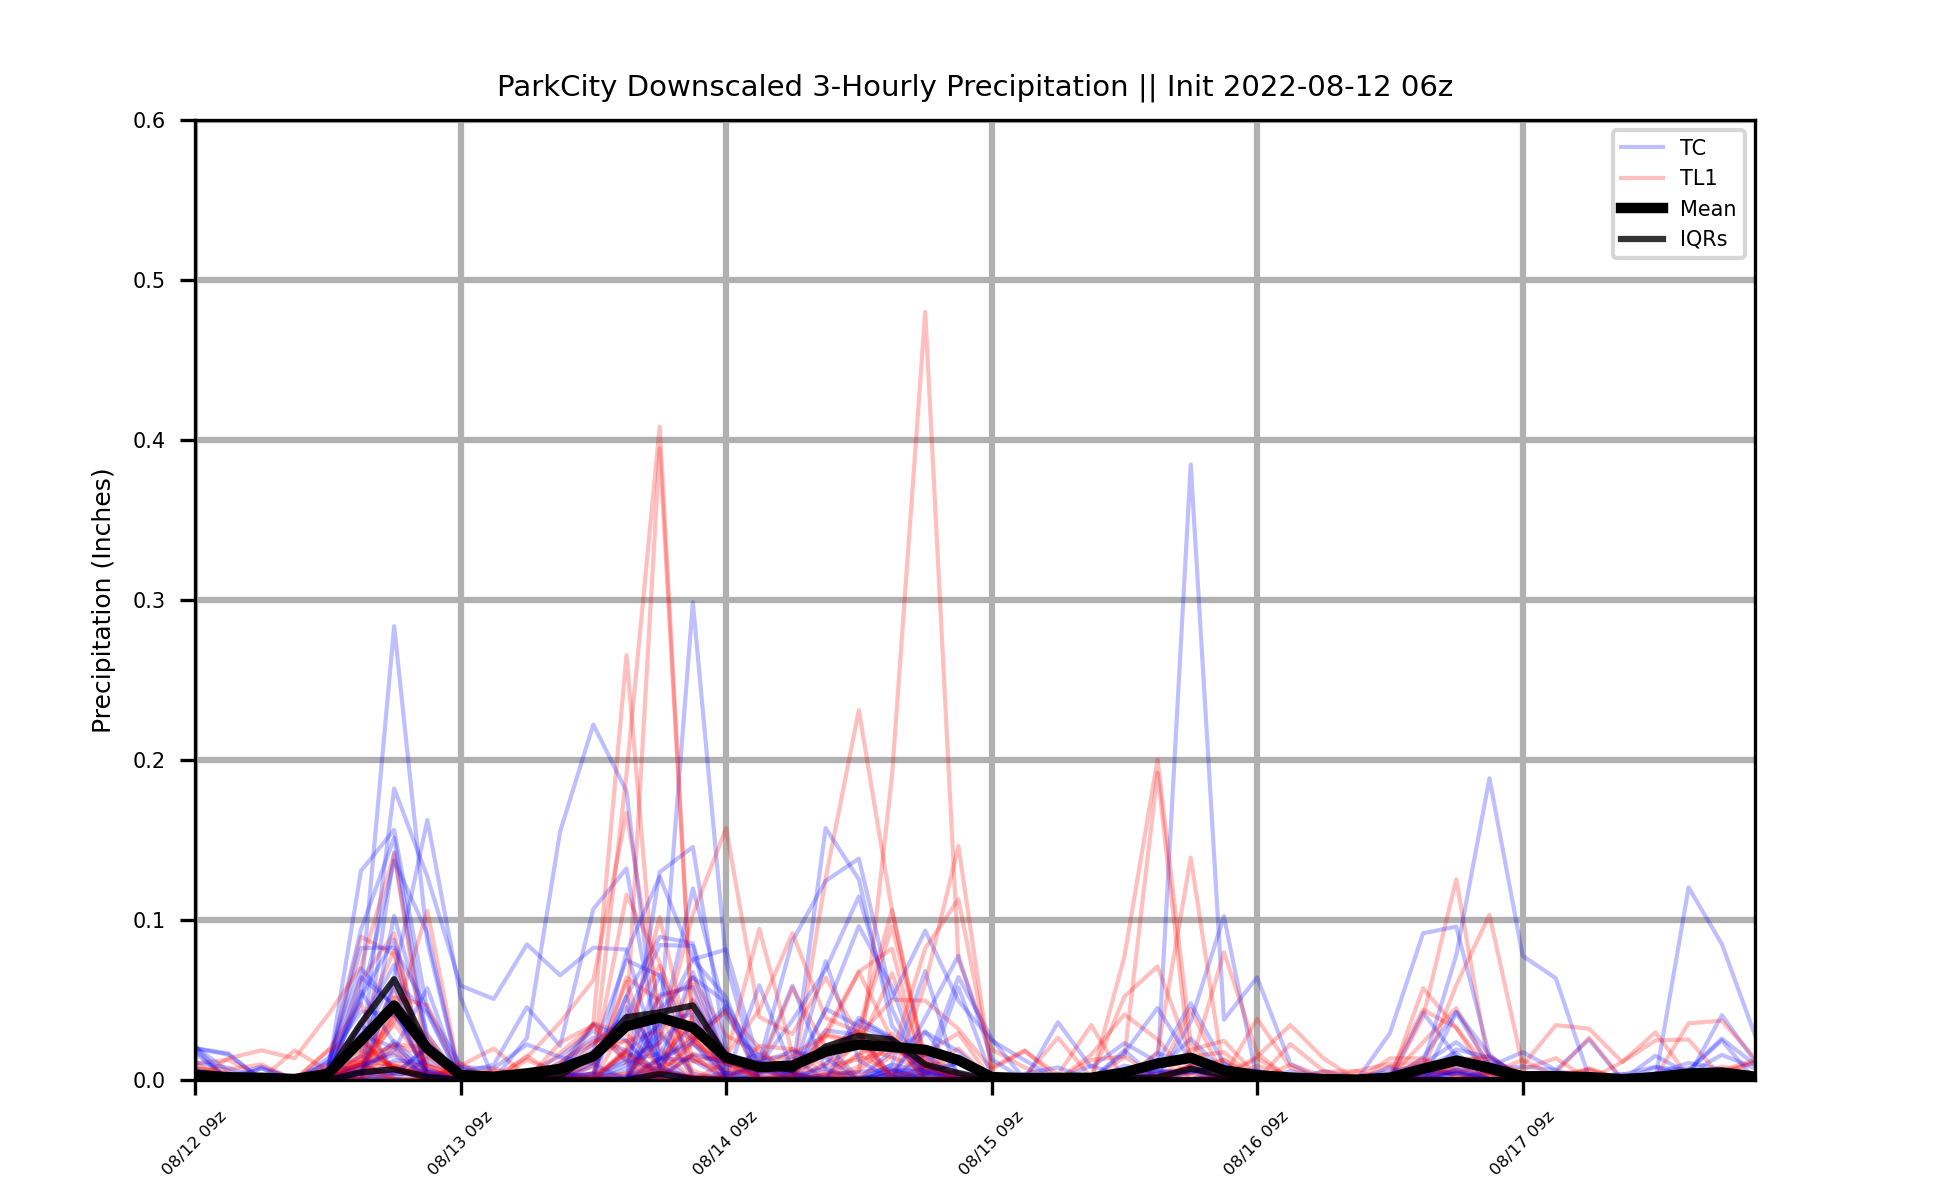 ParkCity Downscaled 3-Hourly Precipitation || Init 2022-08-12 06z
Precipitation (Inches)
0.6
0.5
0.4
0.3
0.2
0.1
0.0
TC
TL1
Mean
IQRs
08/12 09z
08/13 09z
08/14 09z
08/15 09z
08/16 09z
08/17 09z